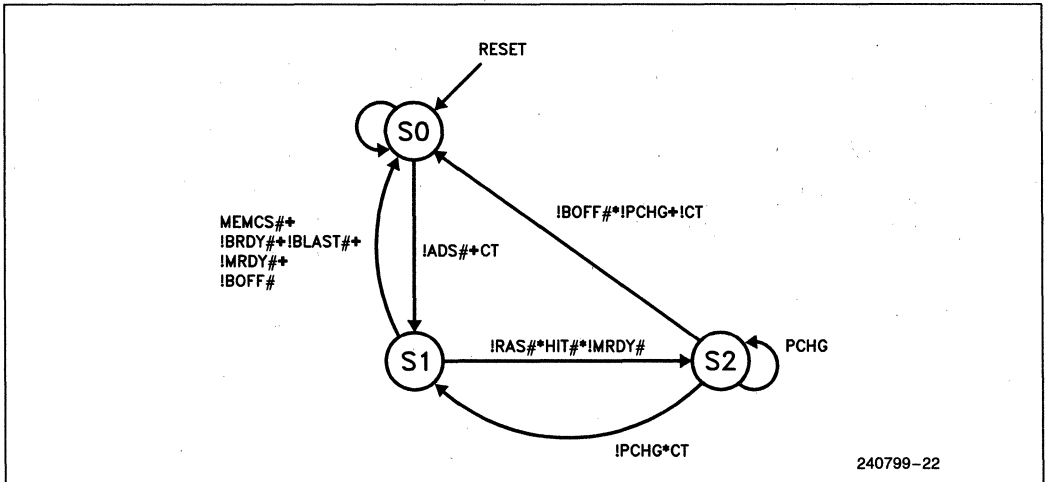 RESET
S0
MEMCS#+
!BRDY#+!BLAST#+
!MRDY#+
!BOFF#
!ADS#+CT
!BOFF#*!PCHG+!CT
S1
!RAS#*HIT#*!MRDY#
S2
PCHG
!PCHG*CT
240799-22